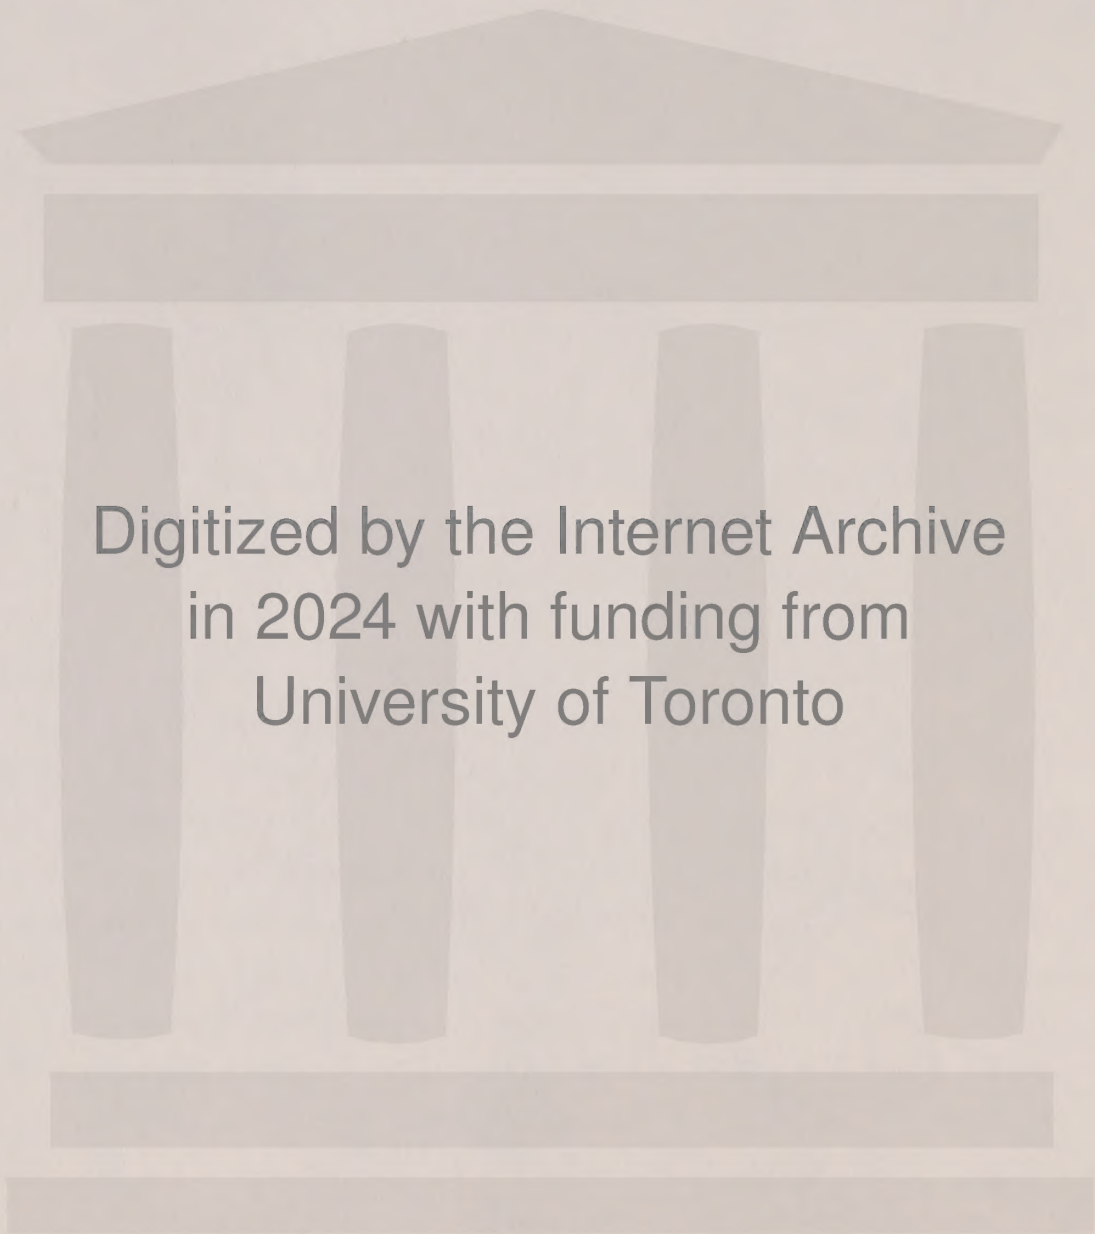 Digitized by the Internet Archive
in 2024 with funding from
University of Toronto